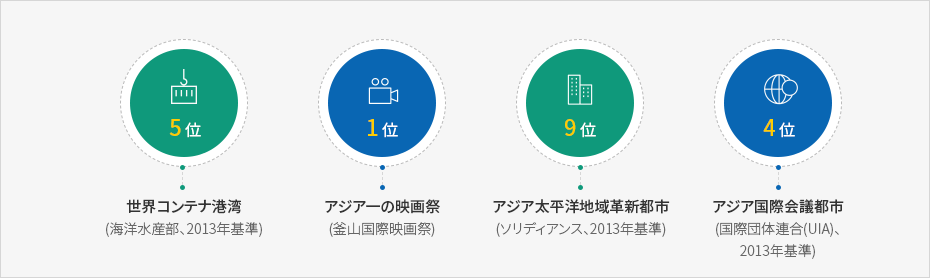 5位
1位
9位
4位
世界コンテナ港湾
(海洋水産部、2013年基準)
アジア一の映画祭
(釜山国際映画祭)
アジア太平洋地域革新都市
(ソリディアンス、2013年基準)
アジア国際会議都市
(国際団体連合(UIA)、
2013年基準)